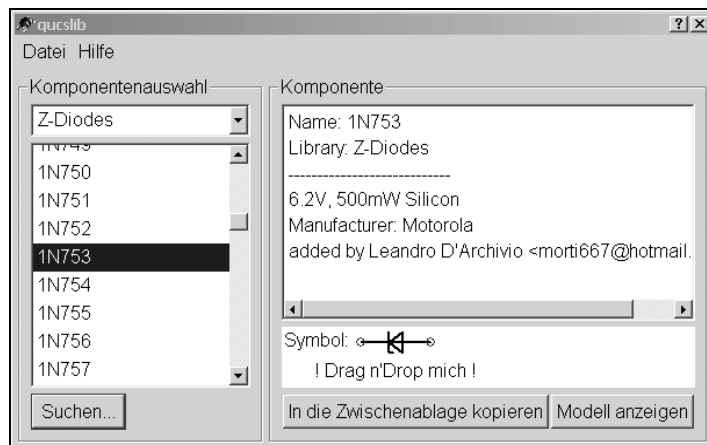 qucslib
Datei Hilfe
Komponentenauswahl
Z-Diodes
1N749
1N750
1N751
1N752
1N753
1N754
1N755
1N756
1N757
Suchen...
Komponente
Name: 1N753
Library: Z-Diodes
----------------------------
6.2V, 500mW Silicon
Manufacturer: Motorola
added by Leandro D'Archivio <morti667@hotmail.
Symbol:
! Drag n'Drop mich !
In die Zwischenablage kopieren
Modell anzeigen